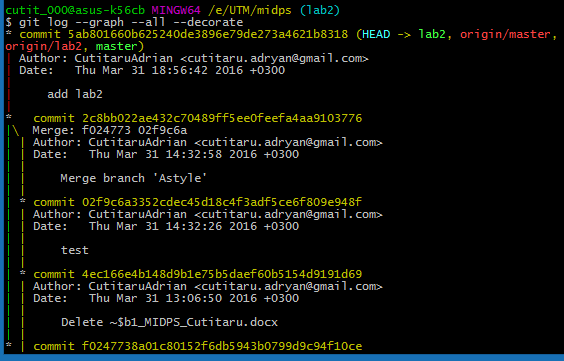 cutit_000@asus-k56cb MINGW64 /e/UTM/midps (lab2)
$ git log --graph --all --decorate
* commit 5ab801660b625240de3896e79de273a4621b8318 (HEAD -> lab2, origin/master,
origin/lab2, master)
| Author: CutitaruAdrian <cutitaru.adryan@gmail.com>
| Date:   Thu Mar 31 18:56:42 2016 +0300
|
|     add lab2
|
*   commit 2c8bb022ae432c70489ff5ee0feefa4aa9103776
|\  Merge: f024773 02f9c6a
| | Author: CutitaruAdrian <cutitaru.adryan@gmail.com>
| | Date:   Thu Mar 31 14:32:58 2016 +0300
| |
| |     Merge branch 'Astyle'
| |
| * commit 02f9c6a3352cdec45d18c4f3adf5ce6f809e948f
| | Author: CutitaruAdrian <cutitaru.adryan@gmail.com>
| | Date:   Thu Mar 31 14:32:26 2016 +0300
| |
| |     test
| |
| * commit 4ec166e4b148d9b1e75b5daef60b5154d9191d69
| | Author: CutitaruAdrian <cutitaru.adryan@gmail.com>
| | Date:   Thu Mar 31 13:06:50 2016 +0300
| |
| |     Delete ~$b1_MIDPS_Cutitaru.docx
| |
* | commit f0247738a01c80152f6db5943b0799d9c94f10ce